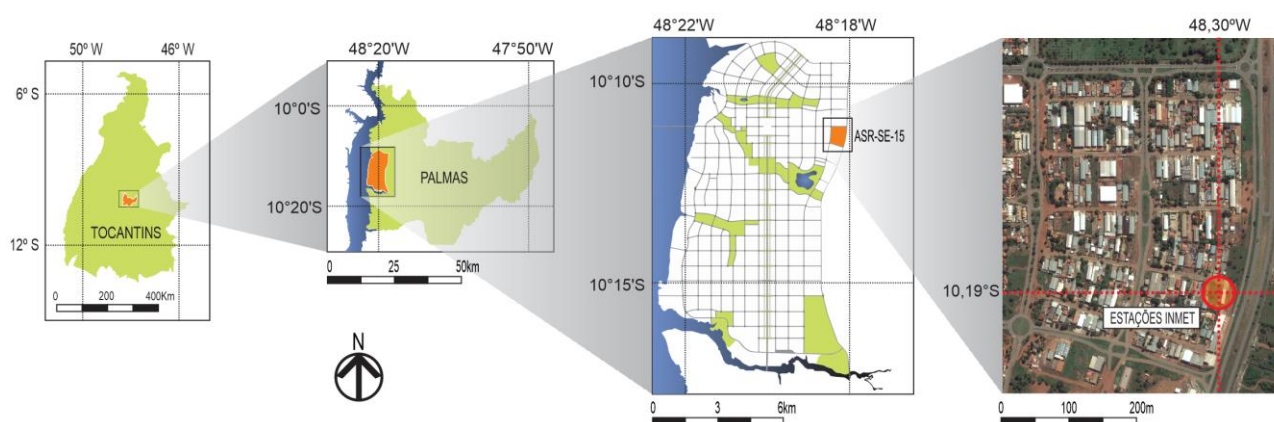 50º W
46º W
6ºS
12ºS
TOCANTINS
0
200
400Km
48°20'W
47°50'W
10°0'S
10°20'S
PALMAS
0
25
50km
N
48°22'W
48°18'W
10°10'S
10°15'S
ASR-SE-15
0
3
6km
48,30ºW
10,19°S
ESTAÇÕES INMET
0
100
200m